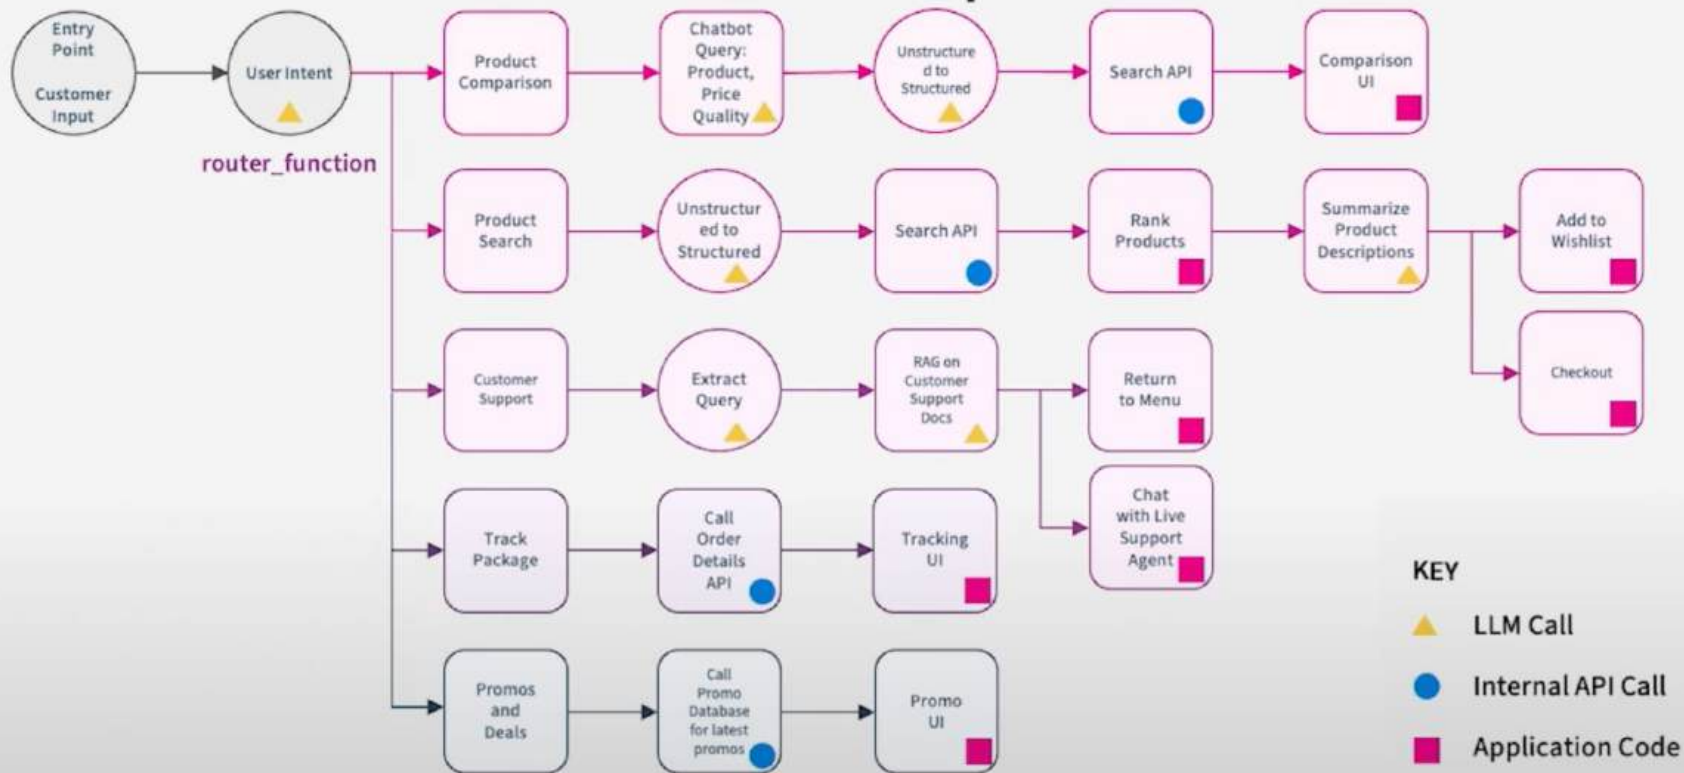 Entry
Point
Customer
Input
User Intent
router_function
Product
Comparison
Chatbot
Query:
Product,
Price
Quality
Unstructure
d to
Structured
Search API
Comparison
UI
Product
Search
Unstructur
ed to
Structured
Search API
Rank
Products
Summarize
Product
Descriptions
Add to
Wishlist
Checkout
Customer
Support
Extract
Query
RAG on
Customer
Support
Docs
Return
to Menu
Chat
with Live
Support
Agent
Track
Package
Call
Order
Details
API
Tracking
UI
Promos
and
Deals
Call
Promo
Database
for latest
promos
Promo
UI
KEY
LLM Call
Internal API Call
Application Code